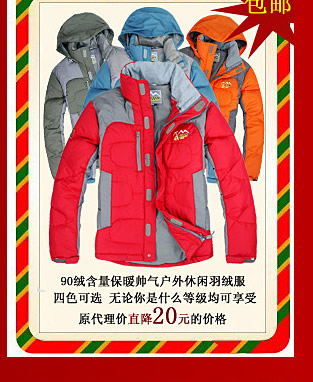 包邮
90绒含量保暖帅气户外休闲羽绒服
四色可选 无论你是什么等级均可享受
原代理价直降20元的价格